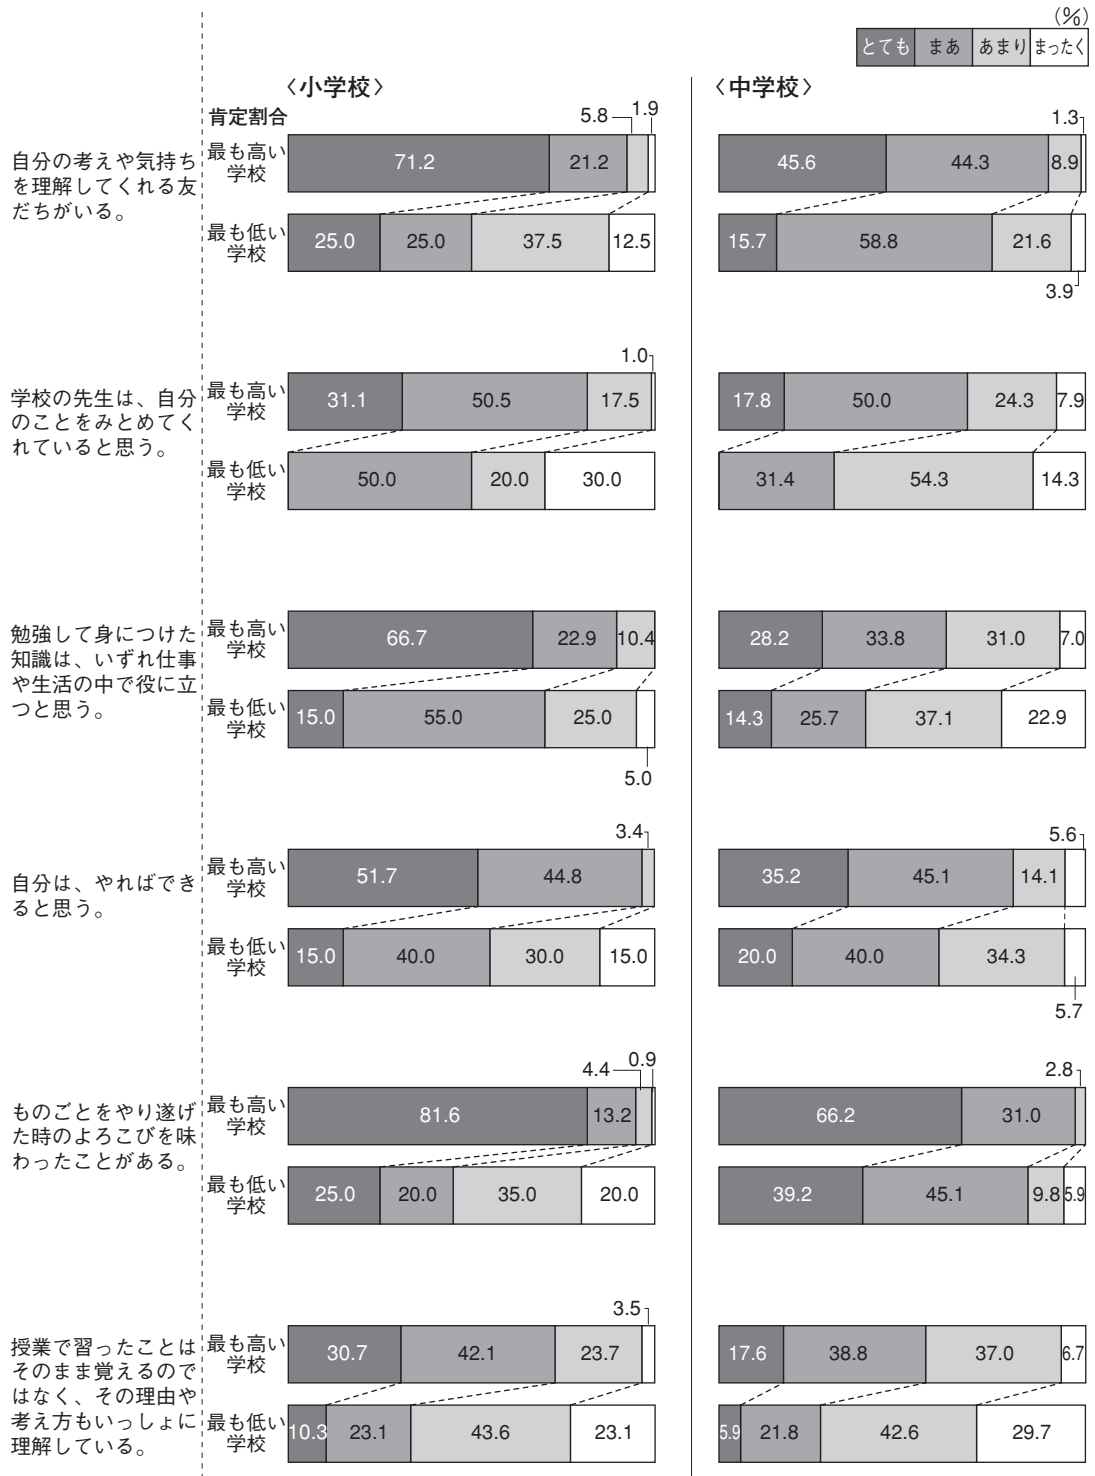 (%)
とても まあ あまり まったく
〈小学校〉 〈中学校〉
肯定割合
自分の考えや気持ち
を理解してくれる友
だちがいる。
最も高い
学校
71.2 21.2 5.8 1.9
45.6 44.3 8.9 1.3
最も低い
学校
25.0 25.0 37.5 12.5
15.7 58.8 21.6 3.9
学校の先生は、自分
のことをみとめてく
れていると思う。
最も高い
学校
31.1 50.5 17.5 1.0
17.8 50.0 24.3 7.9
最も低い
学校
50.0 20.0 30.0
31.4 54.3 14.3
勉強して身につけた
知識は、いずれ仕事
や生活の中で役に立
つと思う。
最も高い
学校
66.7 22.9 10.4
28.2 33.8 31.0 7.0
最も低い
学校
15.0 55.0 25.0 5.0
14.3 25.7 37.1 22.9
自分は、やればでき
ると思う。
最も高い
学校
51.7 44.8 3.4
35.2 45.1 14.1 5.6
最も低い
学校
15.0 40.0 30.0 15.0
20.0 40.0 34.3 5.7
ものごとをやり遂げ
た時のよろこびを味
わったことがある。
最も高い
学校
81.6 13.2 4.4 0.9
66.2 31.0 2.8
最も低い
学校
25.0 20.0 35.0 20.0
39.2 45.1 9.8 5.9
授業で習ったことは
そのまま覚えるので
はなく、その理由や
考え方もいっしょに
理解している。
最も高い
学校
30.7 42.1 23.7 3.5
17.6 38.8 37.0 6.7
最も低い
学校
10.3 23.1 43.6 23.1
5.9 21.8 42.6 29.7